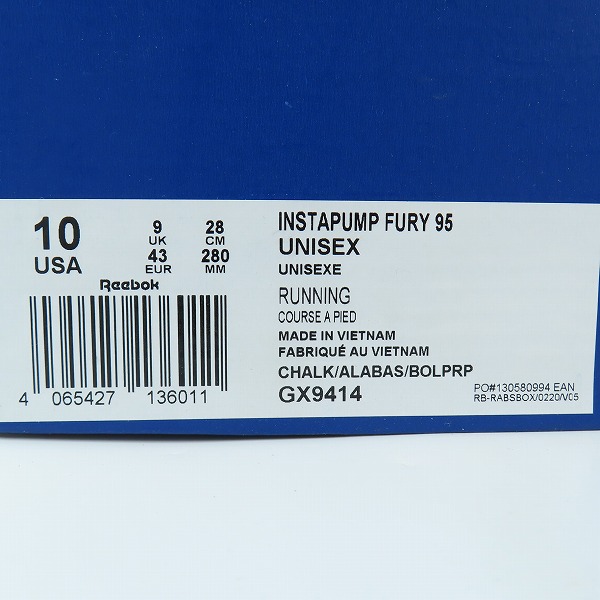 10 USA
9 UK
43 EUR
28 CM
280 MM
Reebok
4 065427 136011
INSTAPUMP FURY 95
UNISEX
UNISEXE
RUNNING
COURSE A PIED
MADE IN VIETNAM
FABRIQUÉ AU VIETNAM
CHALK/ALABAS/BOLPRP
GX9414
PO#130580994 EAN
RB-RABSBOX/0220/V05